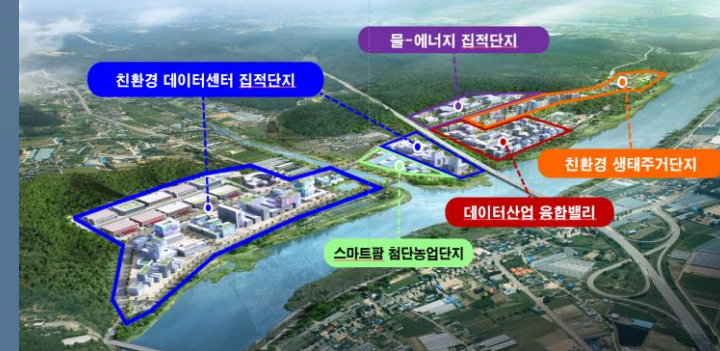 물-에너지 집적단지
친환경 데이터센터 집적단지
친환경 생태주거단지
데이터산업 융합밸리
스마트팜 첨단농업단지